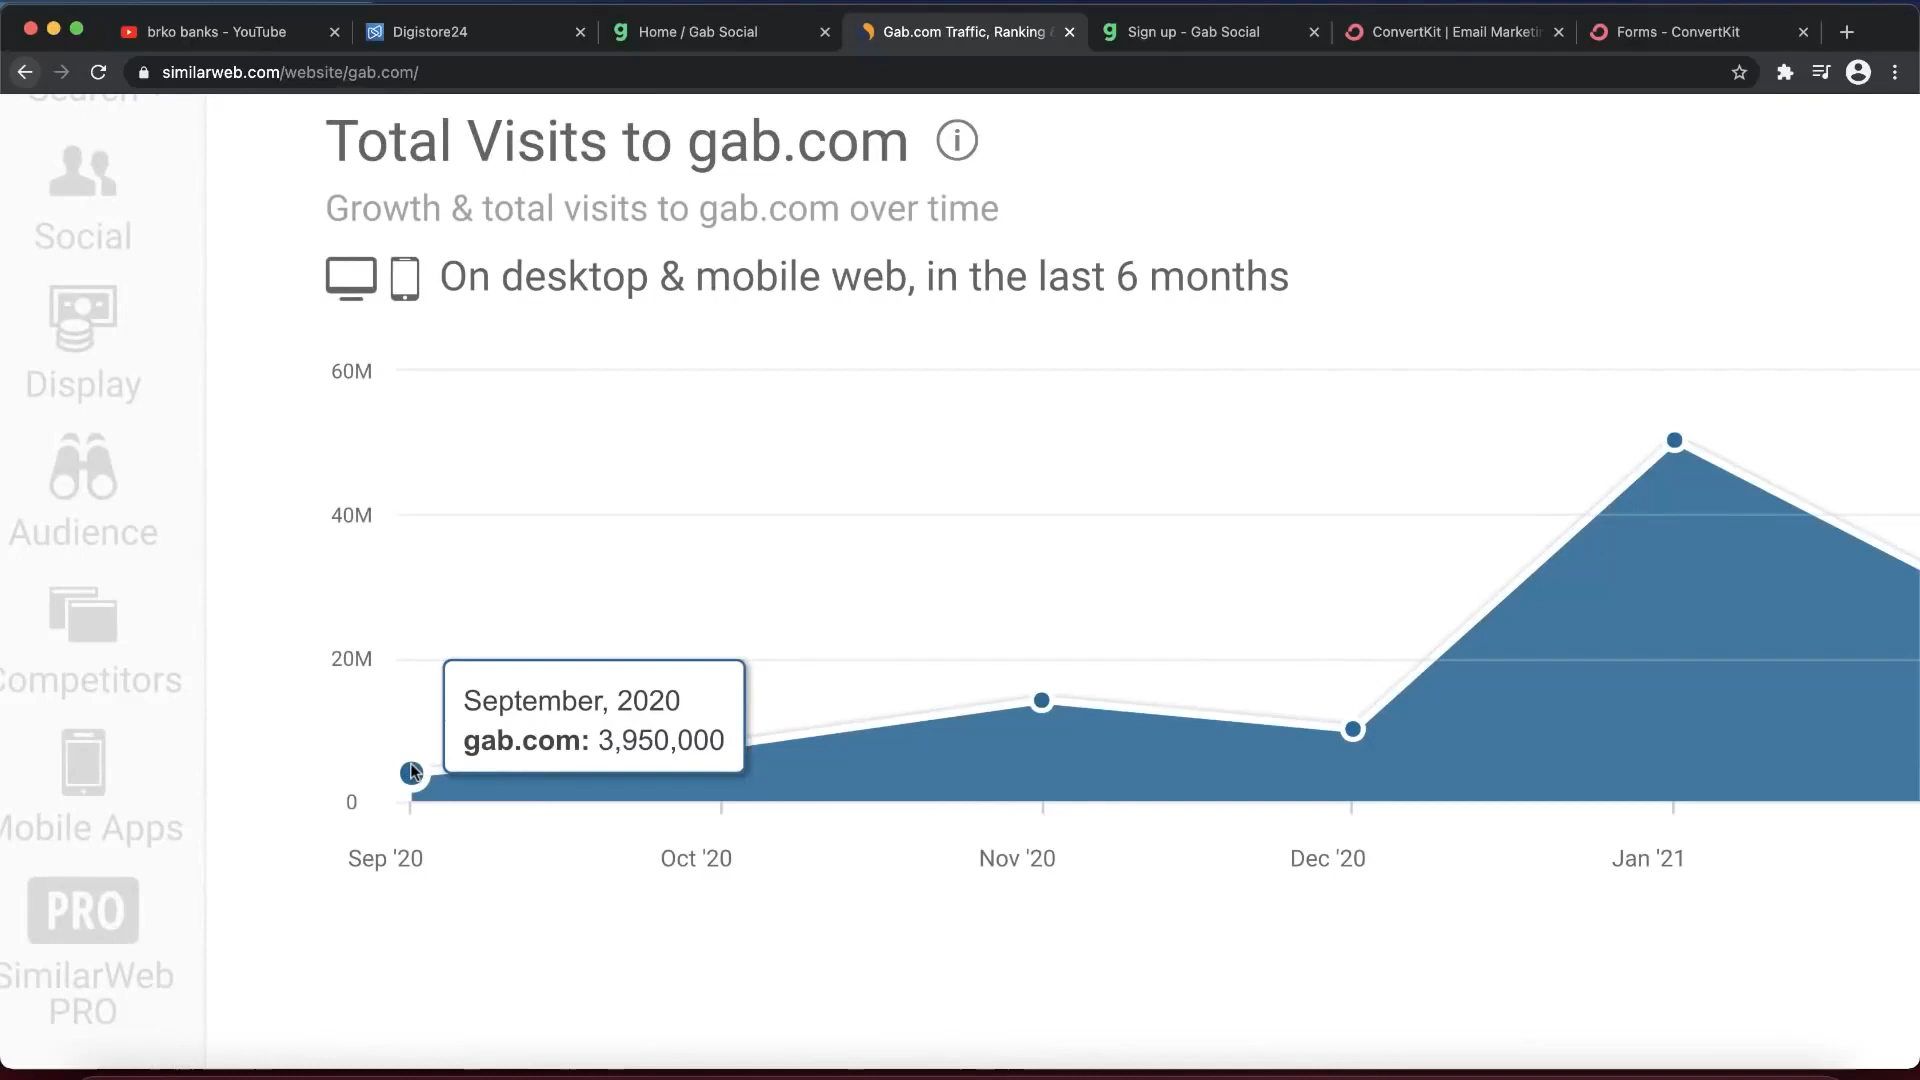 brko banks - YouTube
Digistore24
Home / Gab Social
Gab.com Traffic, Ranking
Sign up - Gab Social
ConvertKit | Email Marketi
Forms - ConvertKit
similarweb.com/website/gab.com/
Search
Social
Display
Audience
Competitors
Mobile Apps
PRO
SimilarWeb
PRO
Total Visits to gab.com
Growth & total visits to gab.com over time
On desktop & mobile web, in the last 6 months
60M
40M
20M
0
September, 2020
gab.com: 3,950,000
Sep '20
Oct '20
Nov '20
Dec '20
Jan '21